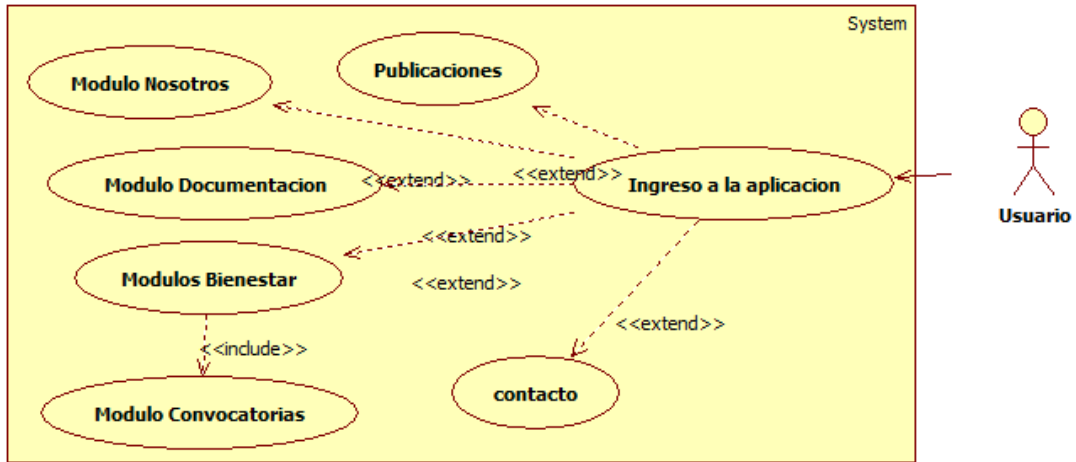 System
Modulo Nosotros
Publicaciones
Modulo Documentacion
<<extend>>
<<extend>>
Ingreso a la aplicacion
Usuario
<<extend>>
Modulos Bienestar
<<extend>>
<<extend>>
<<include>>
contacto
Modulo Convocatorias